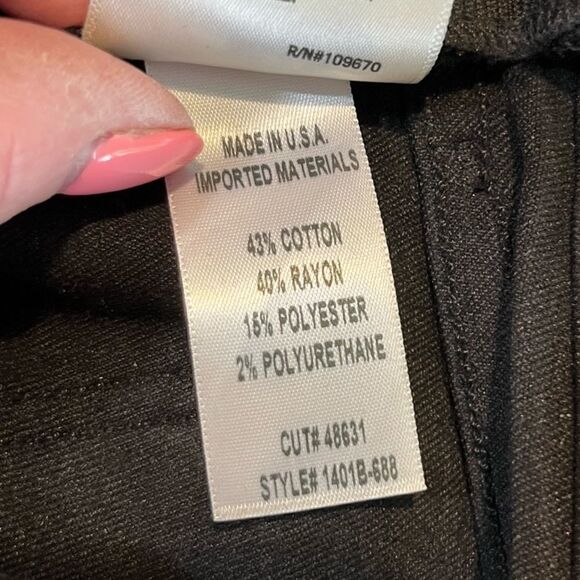 R/N#109670
MADE IN U.S.A.
IMPORTED MATERIALS
43% COTTON
40% RAYON
15% POLYESTER
2% POLYURETHANE
CUT# 48631
STYLE# 1401B-688